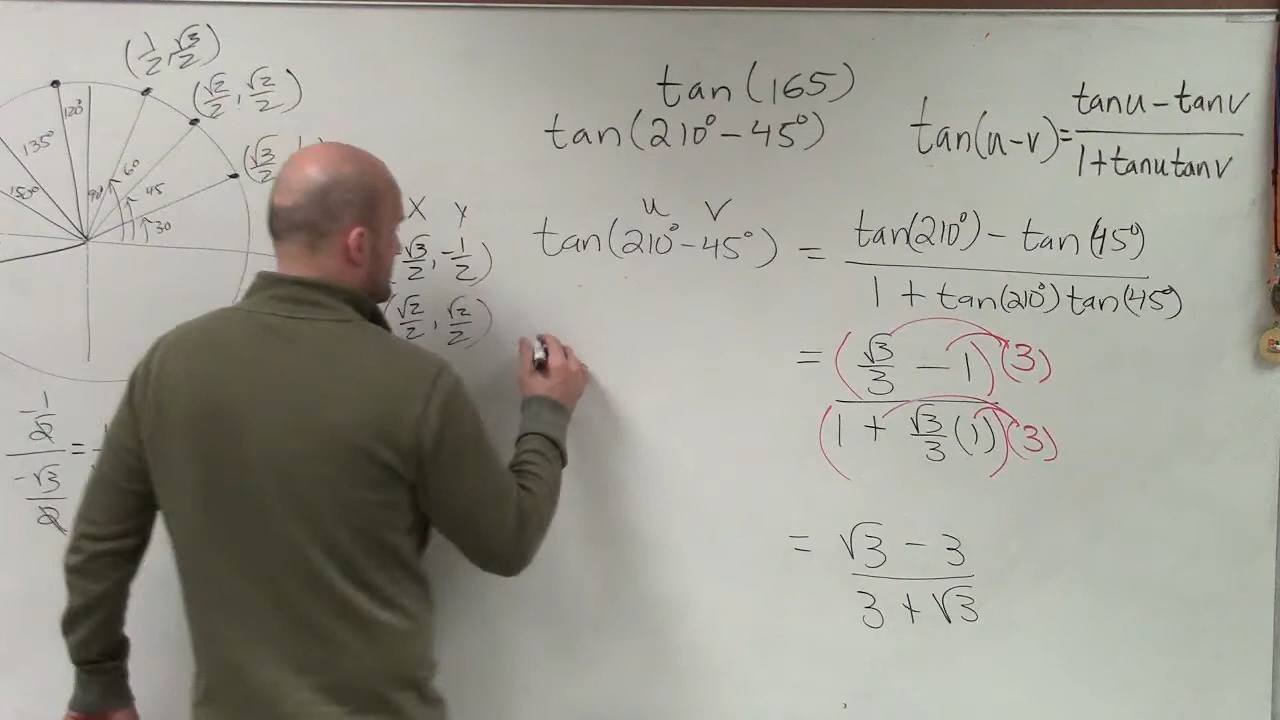 (1/2, √3/2)
(√2/2, √2/2)
(√3/2,
120°
135°
150°
90
60
45
30
-1/2 / -√3/2 =
X Y
√3/2, -1/2)
(√2/2, √2/2)
tan(165)
tan(210°-45°)
tan(u-v)= tanu-tanv / 1+tanutanv
u v
tan(210°-45°) = tan(210°) - tan(45°) / 1 + tan(210°)tan(45°)
= (√3/3 - 1)(3) / (1 + √3/3(1))(3)
= √3 - 3 / 3 + √3